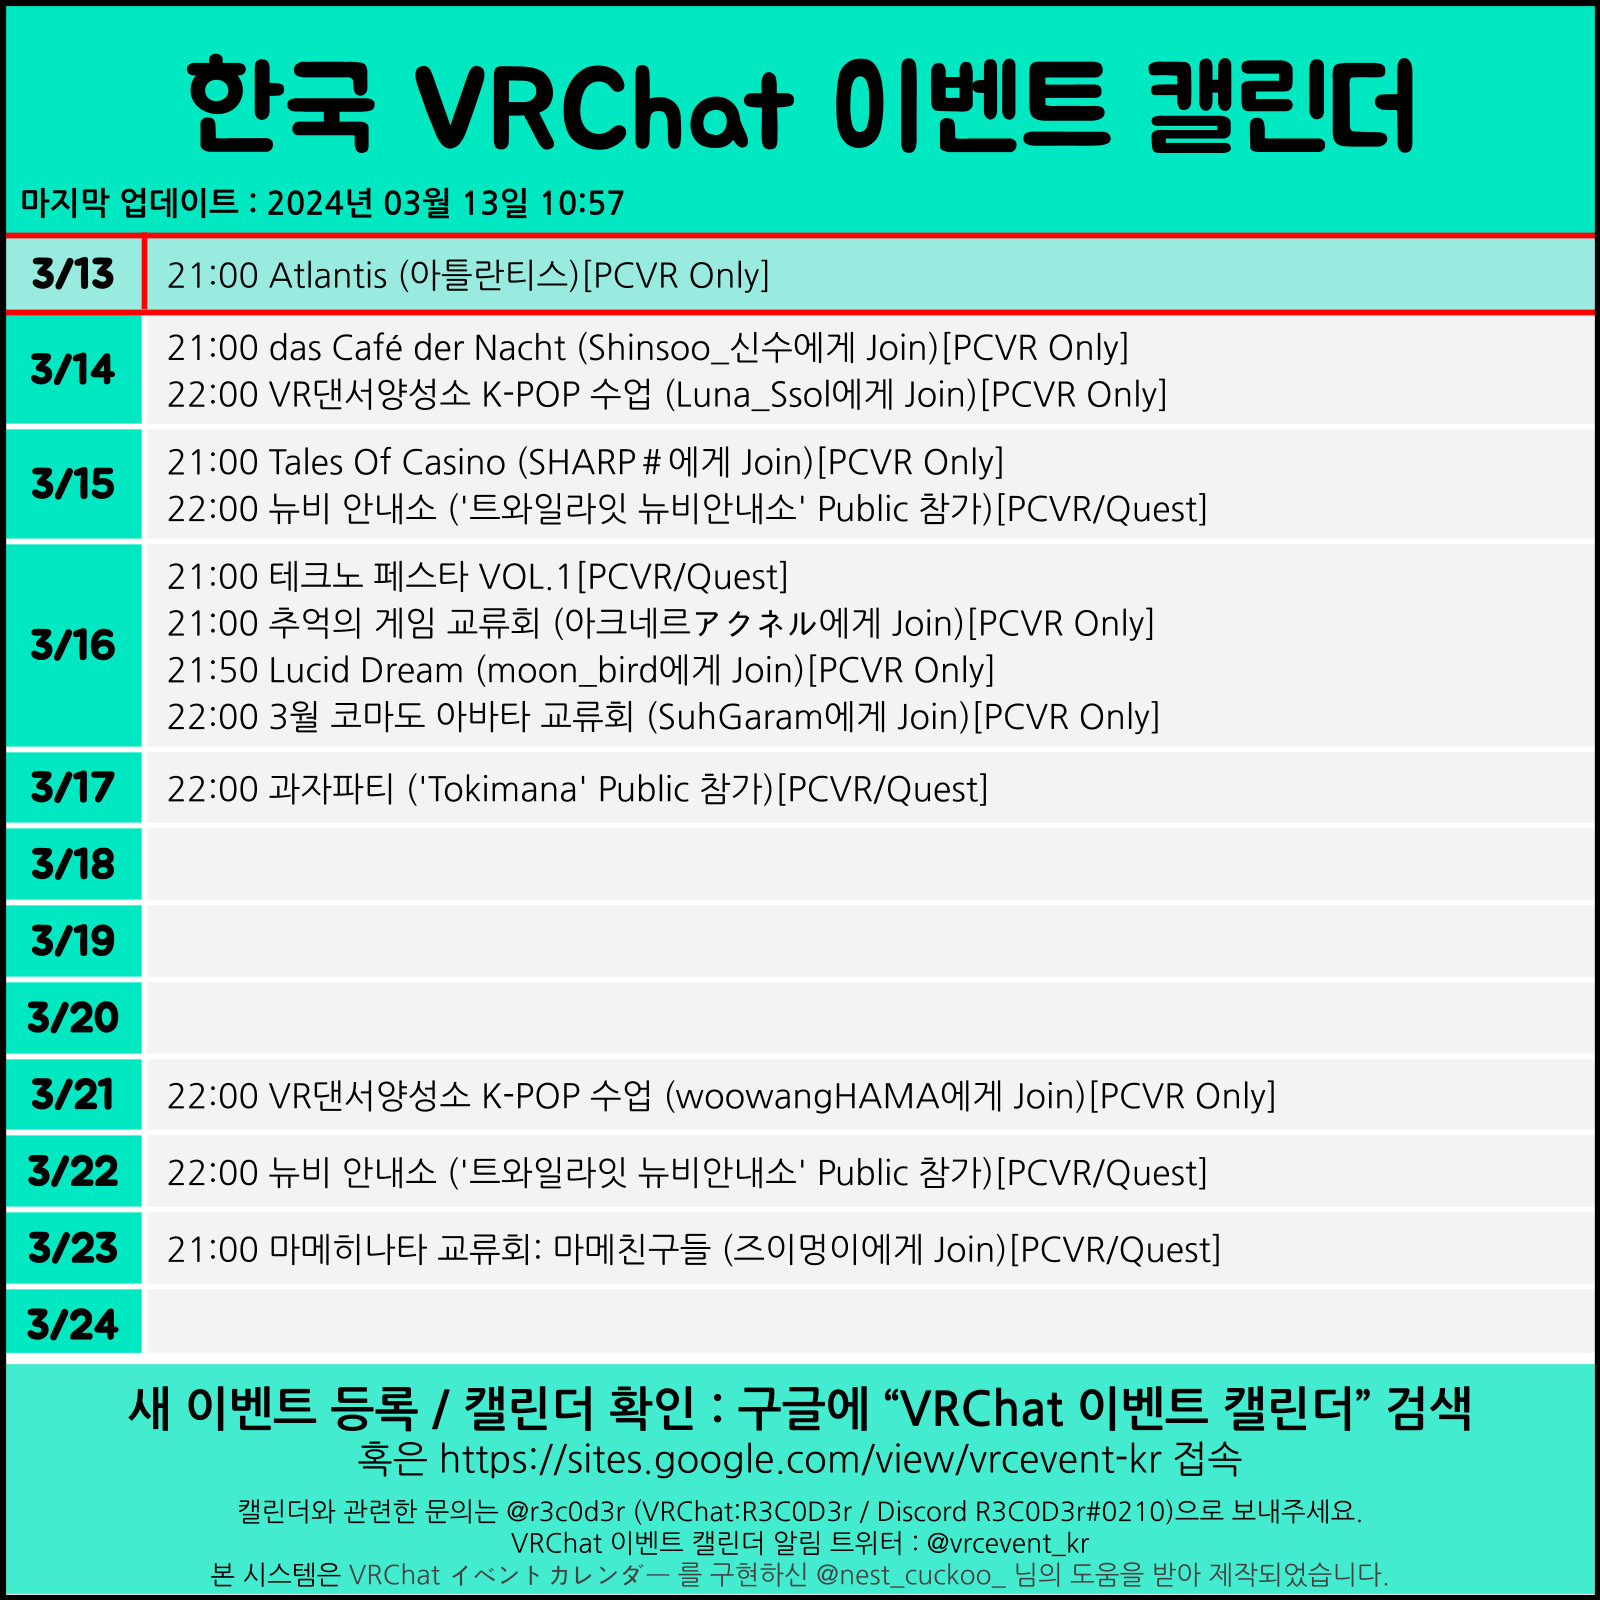 한국 VRChat 이벤트 캘린더
마지막 업데이트 : 2024년 03월 13일 10:57
3/13
21:00 Atlantis (아틀란티스)[PCVR Only]
3/14
21:00 das Café der Nacht (Shinsoo_신수에게 Join)[PCVR Only]
22:00 VR댄서양성소 K-POP 수업 (Luna_Ssol에게 Join)[PCVR Only]
3/15
21:00 Tales Of Casino (SHARP＃에게 Join)[PCVR Only]
22:00 뉴비 안내소 ('트와일라잇 뉴비안내소' Public 참가)[PCVR/Quest]
3/16
21:00 테크노 페스타 VOL.1[PCVR/Quest]
21:00 추억의 게임 교류회 (아크네르アクネル에게 Join)[PCVR Only]
21:50 Lucid Dream (moon_bird에게 Join)[PCVR Only]
22:00 3월 코마도 아바타 교류회 (SuhGaram에게 Join)[PCVR Only]
3/17
22:00 과자파티 ('Tokimana' Public 참가)[PCVR/Quest]
3/18
3/19
3/20
3/21
22:00 VR댄서양성소 K-POP 수업 (woowangHAMA에게 Join)[PCVR Only]
3/22
22:00 뉴비 안내소 ('트와일라잇 뉴비안내소' Public 참가)[PCVR/Quest]
3/23
21:00 마메히나타 교류회: 마메친구들 (즈이멍이에게 Join)[PCVR/Quest]
3/24
새 이벤트 등록 / 캘린더 확인 : 구글에 “VRChat 이벤트 캘린더” 검색
혹은 https://sites.google.com/view/vrcevent-kr 접속
캘린더와 관련한 문의는 @r3c0d3r (VRChat:R3C0D3r / Discord R3C0D3r#0210)으로 보내주세요.
VRChat 이벤트 캘린더 알림 트위터 : @vrcevent_kr
본 시스템은 VRChat イベントカレンダー 를 구현하신 @nest_cuckoo_ 님의 도움을 받아 제작되었습니다.